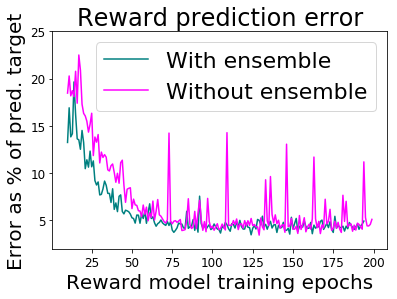 Reward prediction error
Error as % of pred. target
25
20
15
10
5
With ensemble
Without ensemble
25
50
75
100
125
150
175
200
Reward model training epochs